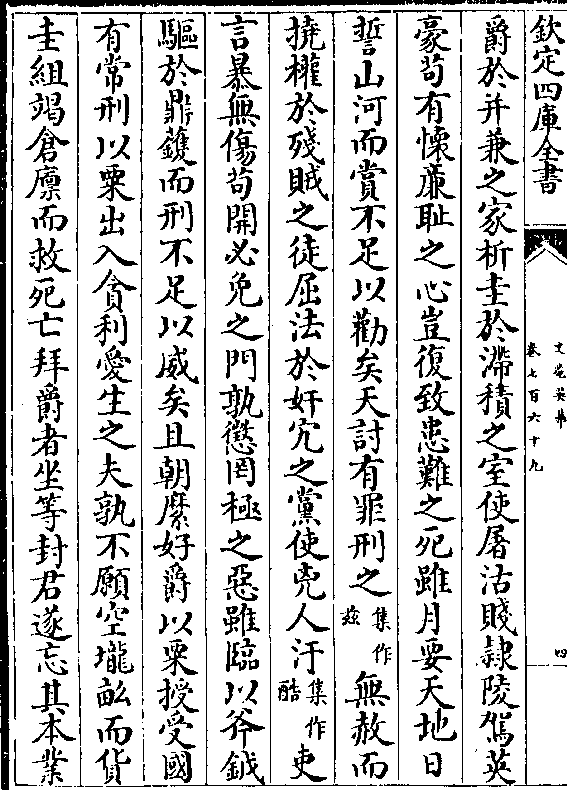 欽定四庫全書
文苑英華
卷七百六十九
四
爵於并兼之家析圭於滯積之室使屠沽賤隸陵駕英
豪苟有懷廉耻之心豈復致患難之死雖月要天地日
誓山河而賞不足以勸矣天討有罪刑之集作兹無赦而
撓權於殘賊之徒屈法於奸宄之黨使兇人汙集作酷吏
言暴無傷苟開必免之門孰懲罔極之惡雖臨以斧鉞
驅於鼎鑊而刑不足以威矣且朝縻好爵以粟授受國
有常刑以粟出入貪利愛生之夫孰不願空壠畝而貨
圭組竭倉廪而救死亡拜爵者坐等封君遂忘其本業